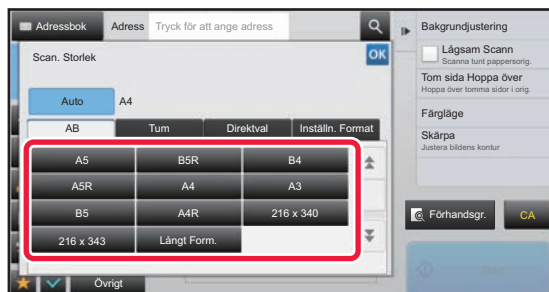 Adressbok
Adress
Tryck för att ange adress
Scan. Storlek
OK
Auto
A4
AB
Tum
Direktval
Inställn. Format
A5
B5R
B4
A5R
A4
A3
B5
A4R
216 x 340
216 x 343
Långt Form.
Övrigt
Bakgrundjustering
Lågsam Scann
Scanna tunt pappersorig.
Tom sida Hoppa över
Hoppa över tomma sidor i orig.
Färgläge
Skärpa
Justera bildens kontur
Förhandsgr.
CA
Start